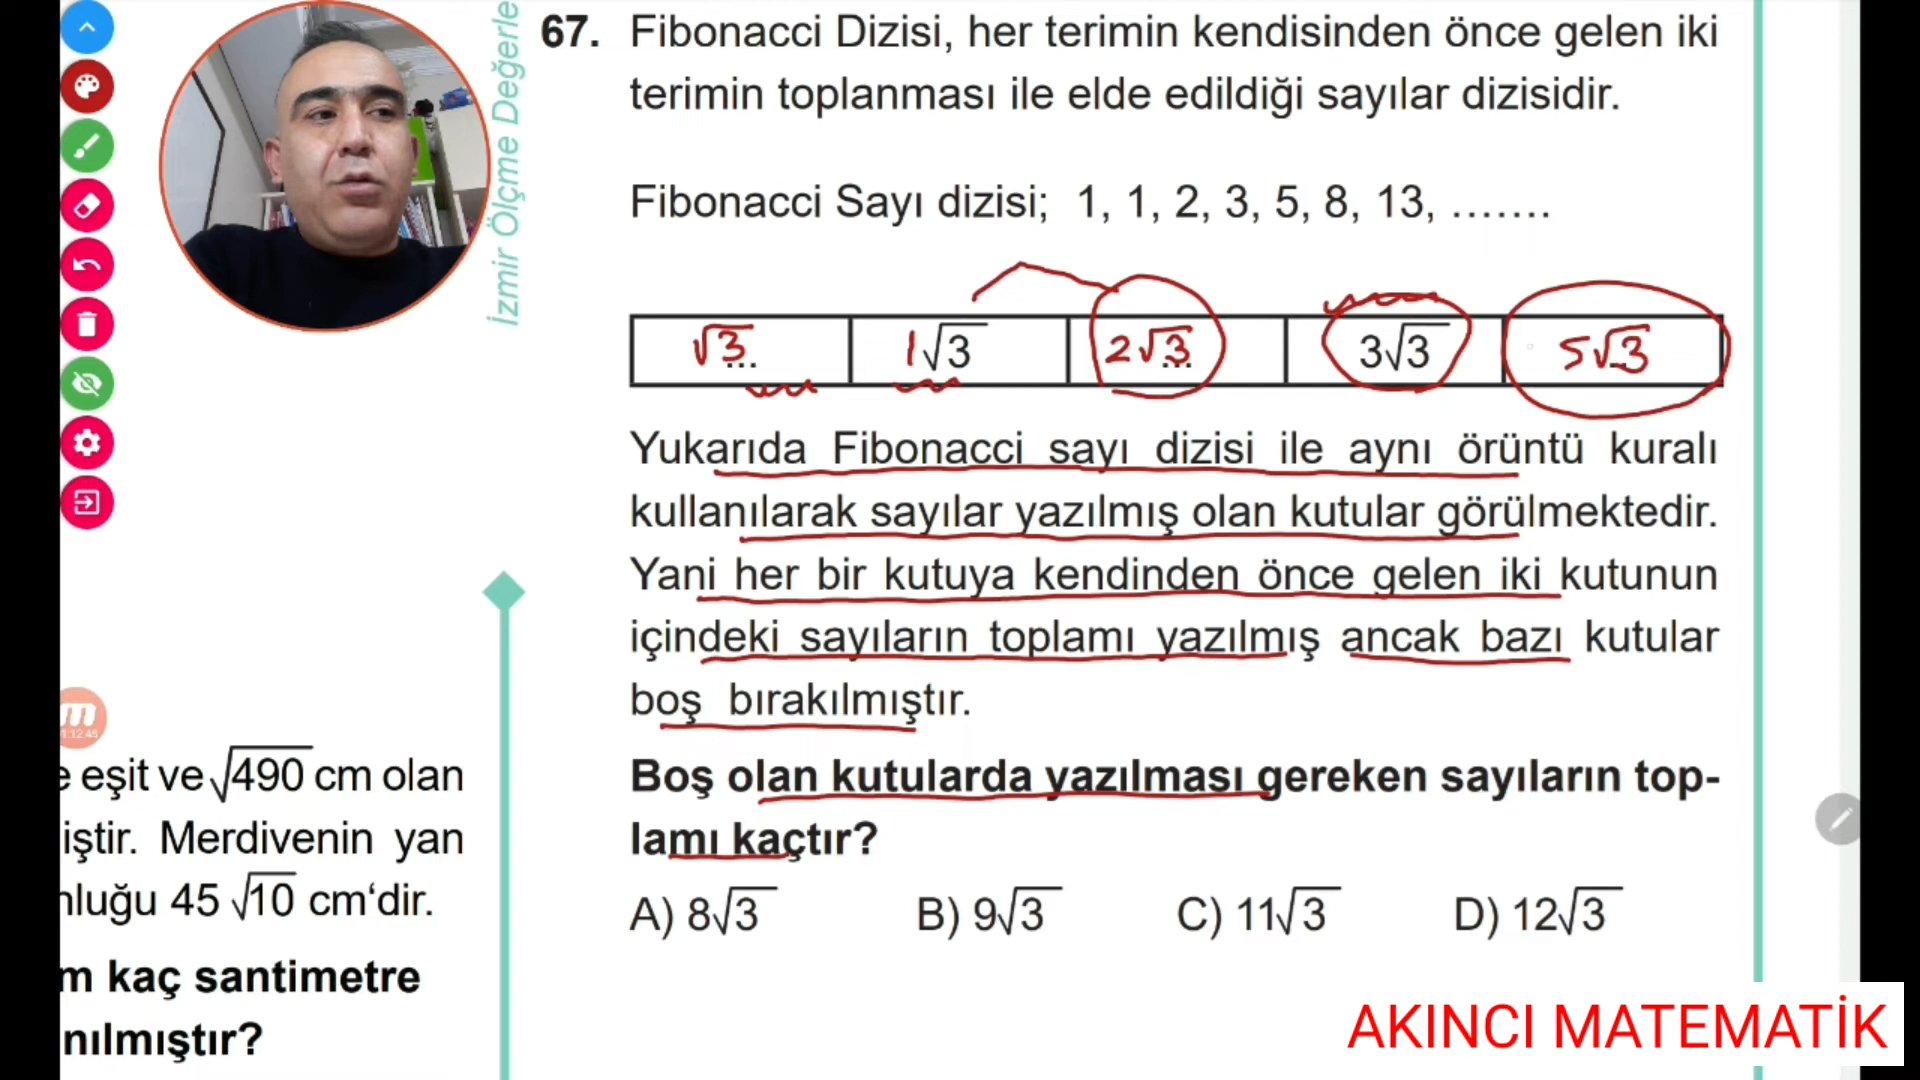 İzmir Ölçme Değerle
67. Fibonacci Dizisi, her terimin kendisinden önce gelen iki
terimin toplanması ile elde edildiği sayılar dizisidir.
Fibonacci Sayı dizisi; 1, 1, 2, 3, 5, 8, 13, .......
√3... 1√3 2√3... 3√3 5√3
Yukarıda Fibonacci sayı dizisi ile aynı örüntü kuralı
kullanılarak sayılar yazılmış olan kutular görülmektedir.
Yani her bir kutuya kendinden önce gelen iki kutunun
içindeki sayıların toplamı yazılmış ancak bazı kutular
boş bırakılmıştır.
Boş olan kutularda yazılması gereken sayıların top-
lamı kaçtır?
A) 8√3 B) 9√3 C) 11√3 D) 12√3
m
1:12:45
e eşit ve √490 cm olan
iştir. Merdivenin yan
nluğu 45 √10 cm‘dir.
m kaç santimetre
nılmıştır?
AKINCI MATEMATİK